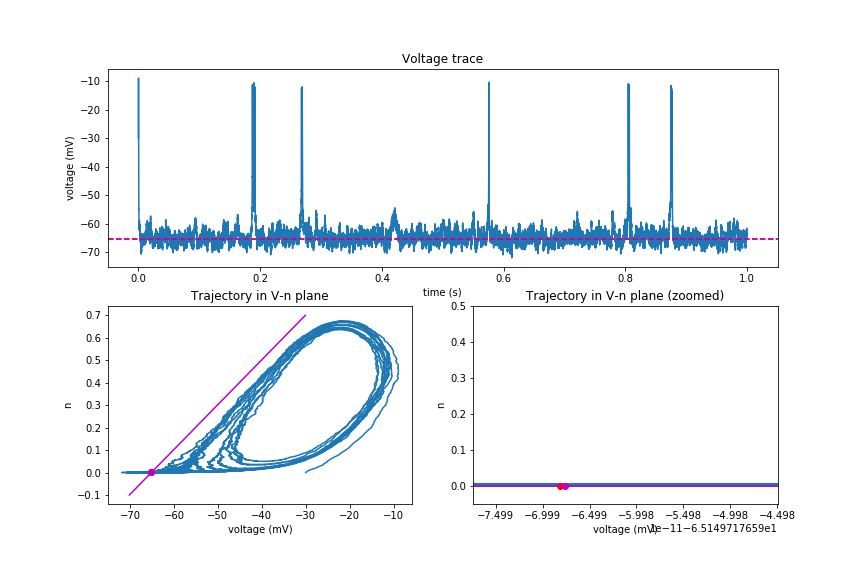 Voltage trace
voltage (mV)
−10
−20
−30
−40
−50
−60
−70
0.0 0.2 0.4 0.6 0.8 1.0
time (s)
Trajectory in V-n plane
n
0.7
0.6
0.5
0.4
0.3
0.2
0.1
0.0
−0.1
−70 −60 −50 −40 −30 −20 −10
voltage (mV)
Trajectory in V-n plane (zoomed)
n
0.5
0.4
0.3
0.2
0.1
0.0
−7.499 −6.999 −6.499 −5.998 −5.498 −4.998 −4.498
voltage (mV)
1e−11−6.5149717659e1